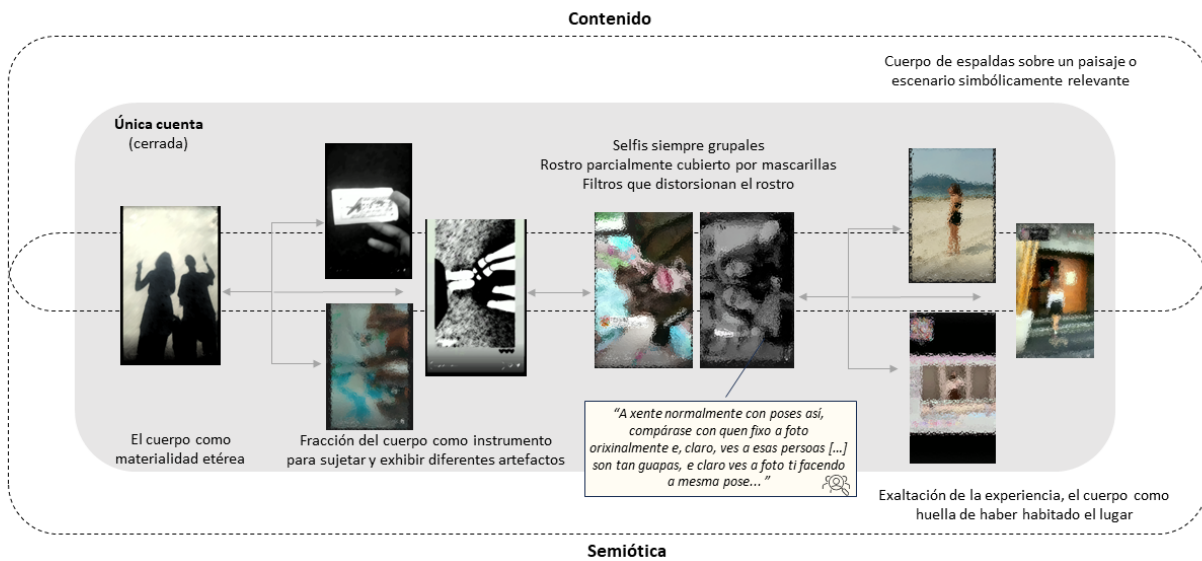 Contenido
Cuerpo de espaldas sobre un paisaje o
escenario simbólicamente relevante
Única cuenta
(cerrada)
Selfis siempre grupales
Rostro parcialmente cubierto por mascarillas
Filtros que distorsionan el rostro
El cuerpo como
materialidad etérea
Fracción del cuerpo como instrumento
para sujetar y exhibir diferentes artefactos
“A xente normalmente con poses así,
compárase con quen fixo a foto
orixinalmente e, claro, ves a esas persoas […]
son tan guapas, e claro ves a foto ti facendo
a mesma pose...”
Exaltación de la experiencia, el cuerpo como
huella de haber habitado el lugar
Semiótica